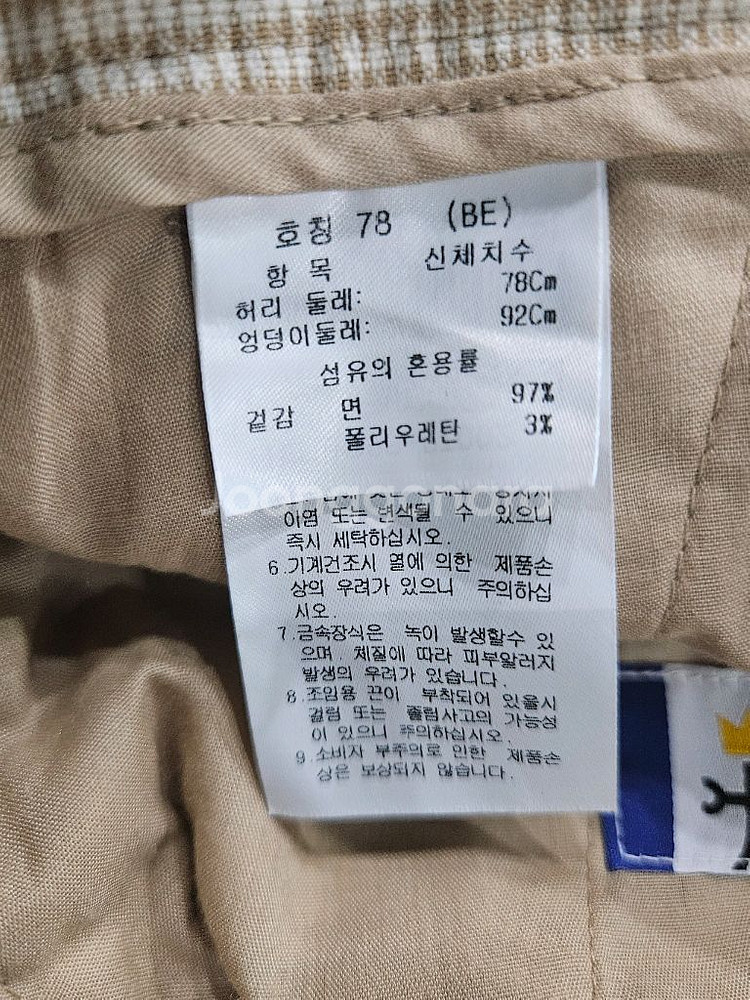 호칭 78 (BE)
항 목 신체치수
허리 둘레: 78Cm
엉덩이둘레: 92Cm
섬유의 혼용률
겉감 면 97%
폴리우레탄 3%
joonggonara
이염 또는 변색될 수 있으니
즉시 세탁하십시오.
6.기계건조시 열에 의한 제품손
상의 우려가 있으니 주의하십
시오.
7.금속장식은 녹이 발생할수 있
으며, 체질에 따라 피부알러지
발생의 우려가 있습니다.
8.조임용 끈이 부착되어 있을시
걸림 또는 졸림사고의 가능성
이 있으니 주의하십시오.
9.소비자 부주의로 인한 제품손
상은 보상되지 않습니다.